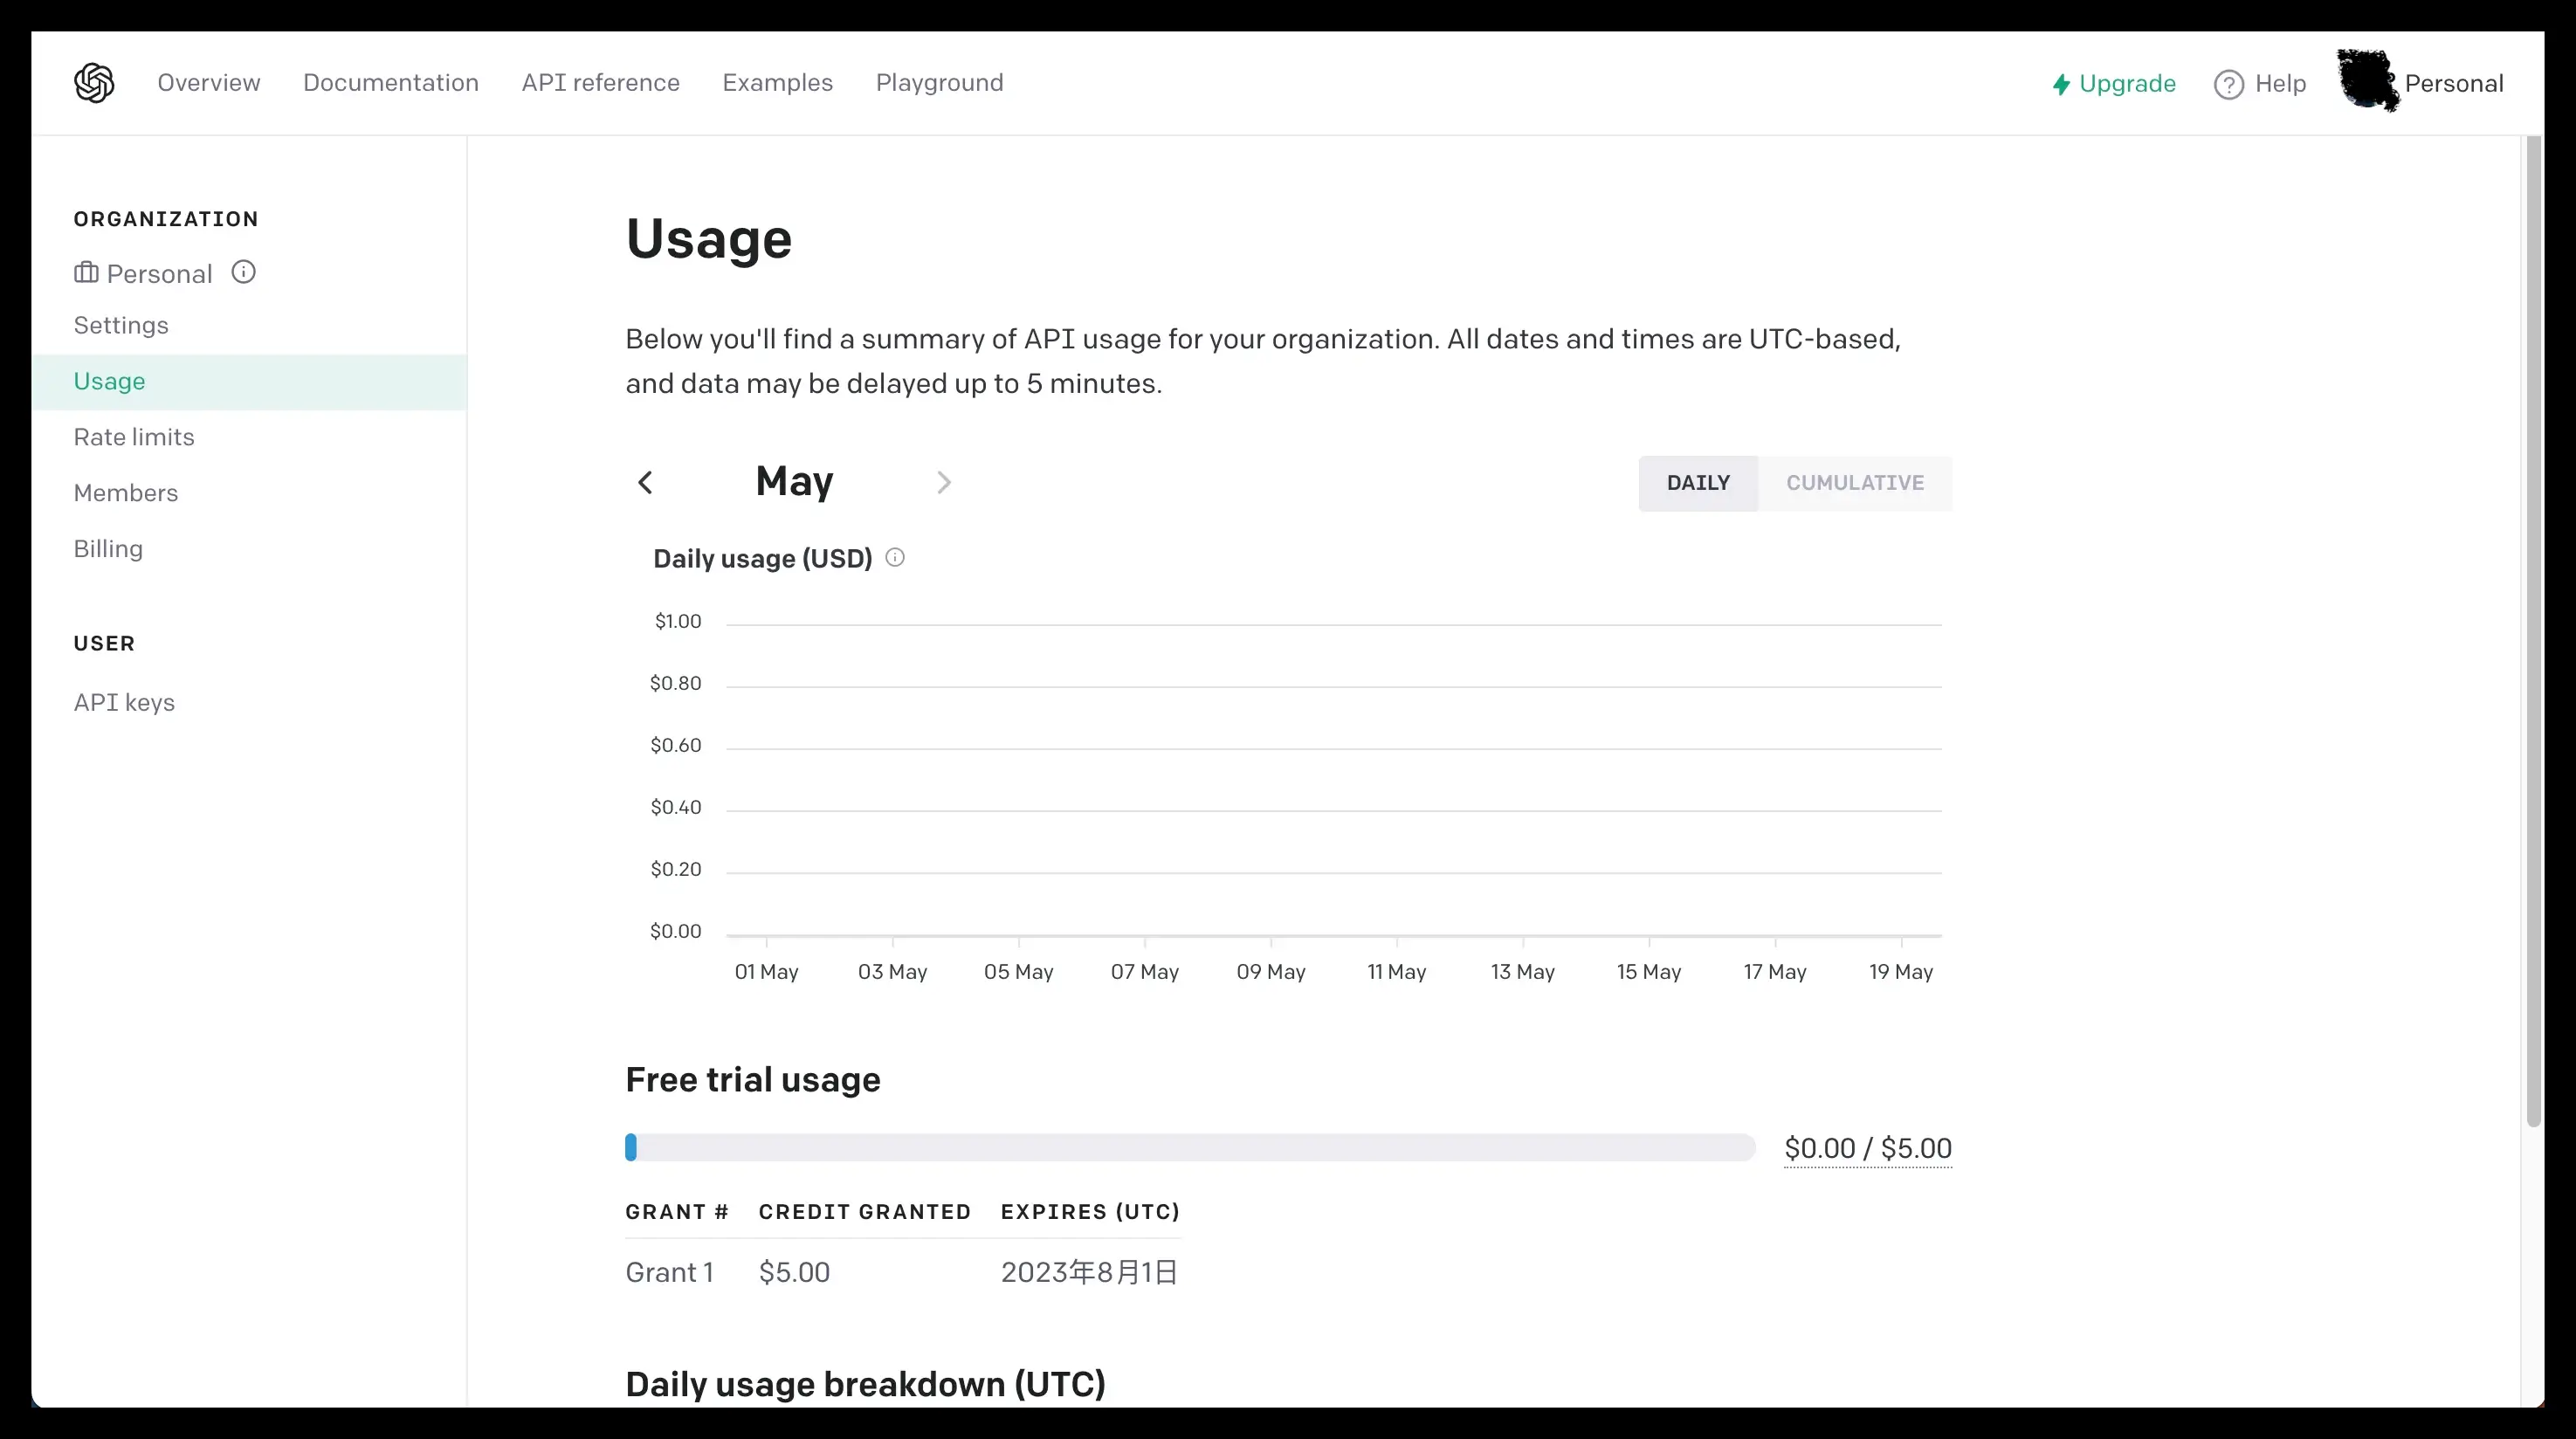 Overview Documentation API reference Examples Playground Upgrade Help Personal
ORGANIZATION
Personal
Settings
Usage
Rate limits
Members
Billing
USER
API keys
Usage
Below you'll find a summary of API usage for your organization. All dates and times are UTC-based,
and data may be delayed up to 5 minutes.
May
DAILY CUMULATIVE
Daily usage (USD)
$1.00
$0.80
$0.60
$0.40
$0.20
$0.00
01 May 03 May 05 May 07 May 09 May 11 May 13 May 15 May 17 May 19 May
Free trial usage
$0.00 / $5.00
GRANT # CREDIT GRANTED EXPIRES (UTC)
Grant 1 $5.00 2023年8月1日
Daily usage breakdown (UTC)